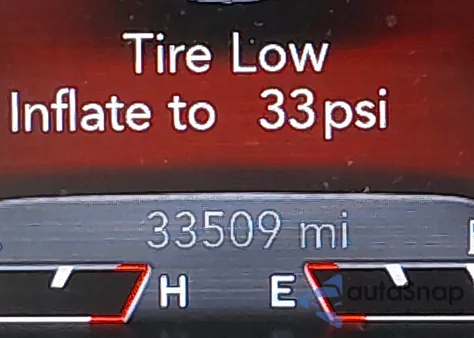 Tire Low
Inflate to 33psi
33509 mi
H E
autoSnap